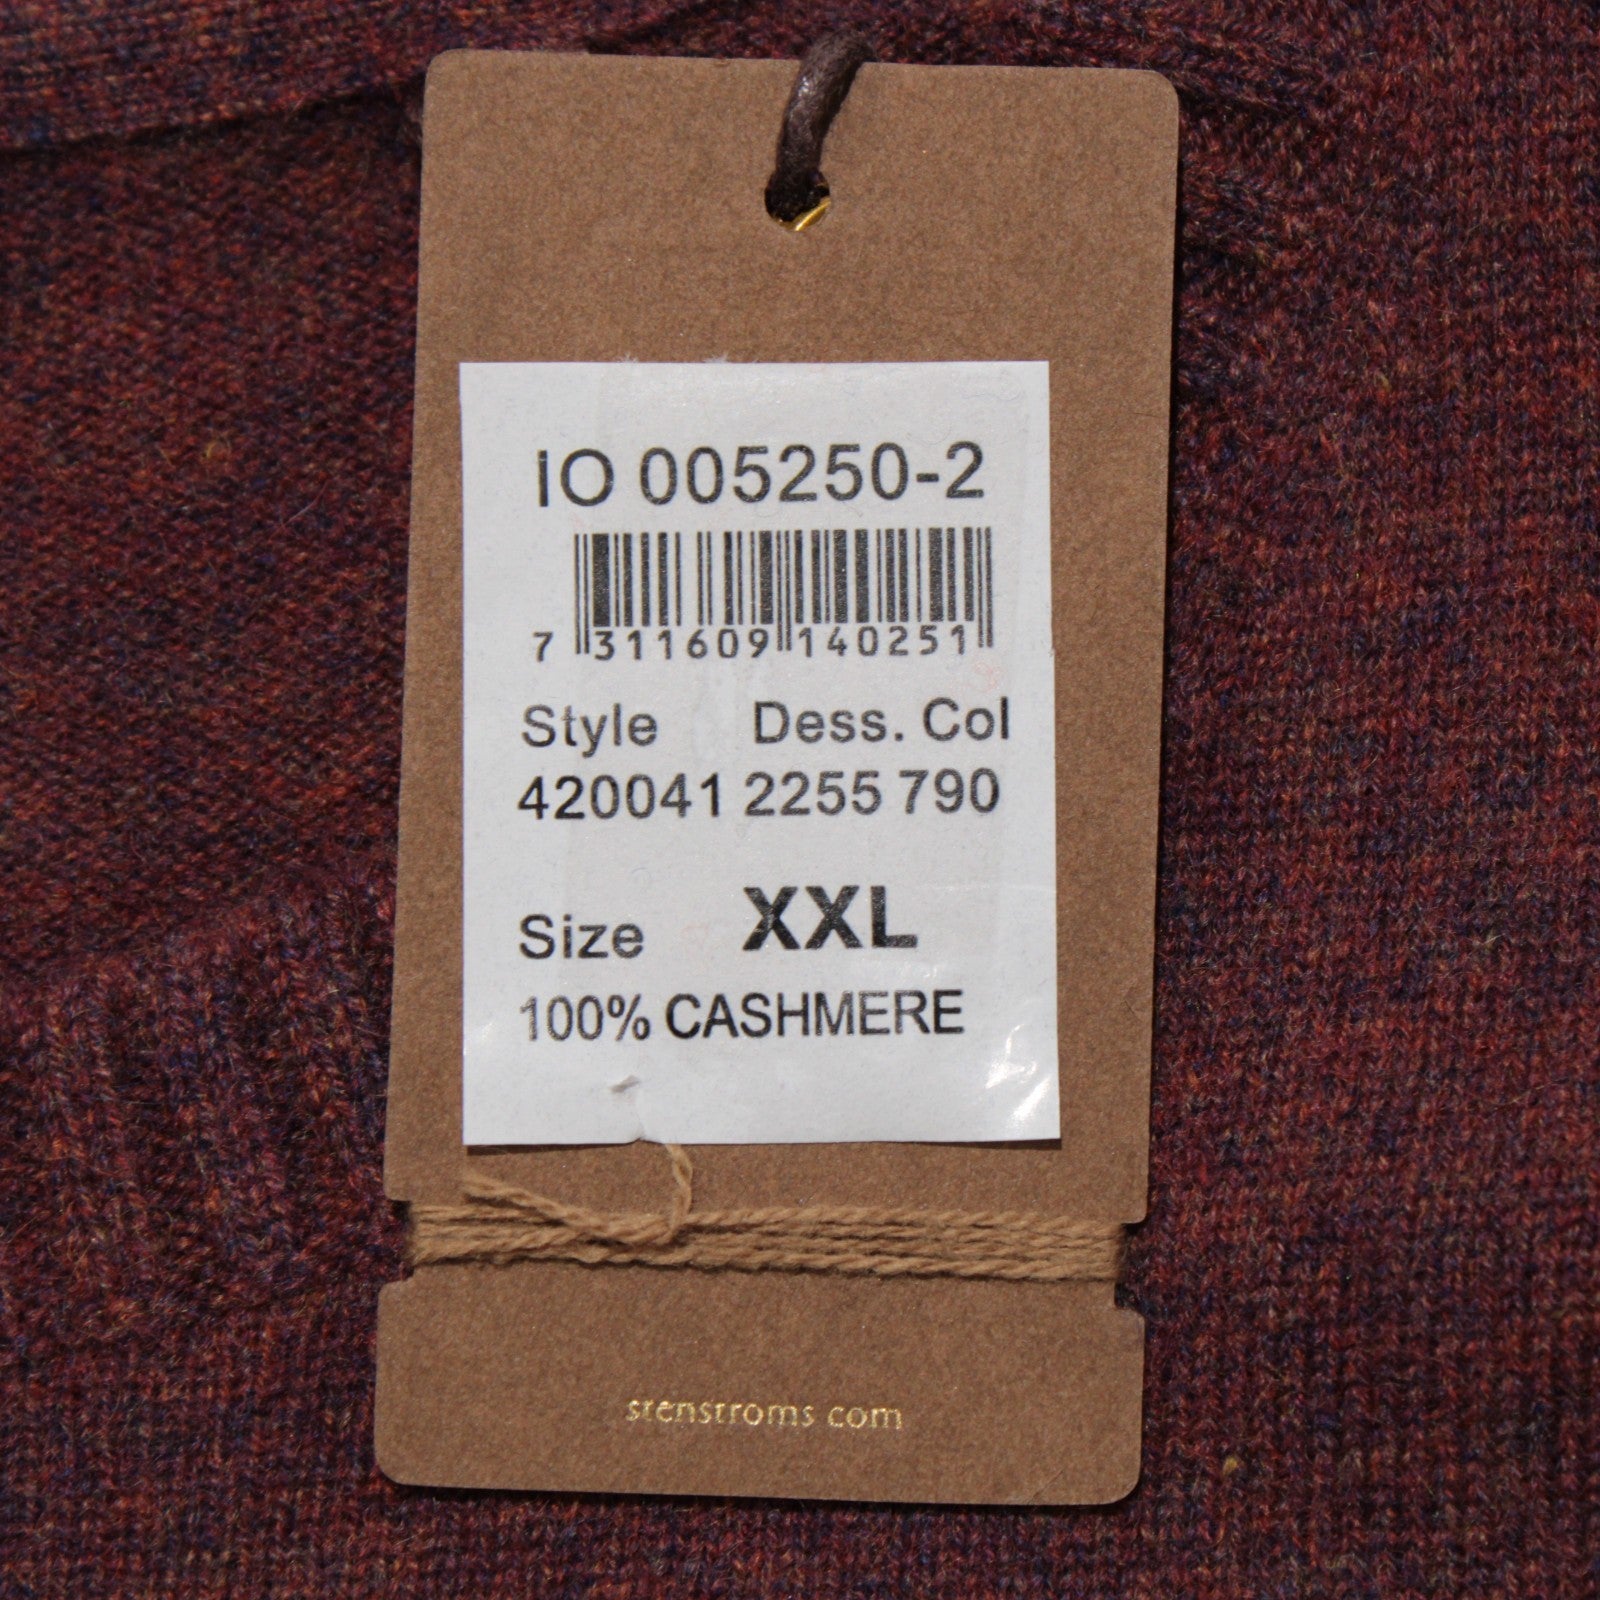 IO 005250-2
7 311609 140251
Style Dess. Col
420041 2255 790
Size XXL
100% CASHMERE
stenstroms com